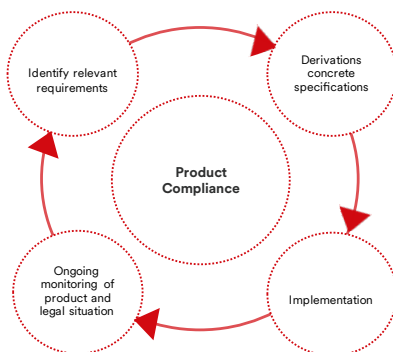 Identify relevant
requirements
Derivations
concrete
specifications
Product
Compliance
Ongoing
monitoring of
product and
legal situation
Implementation